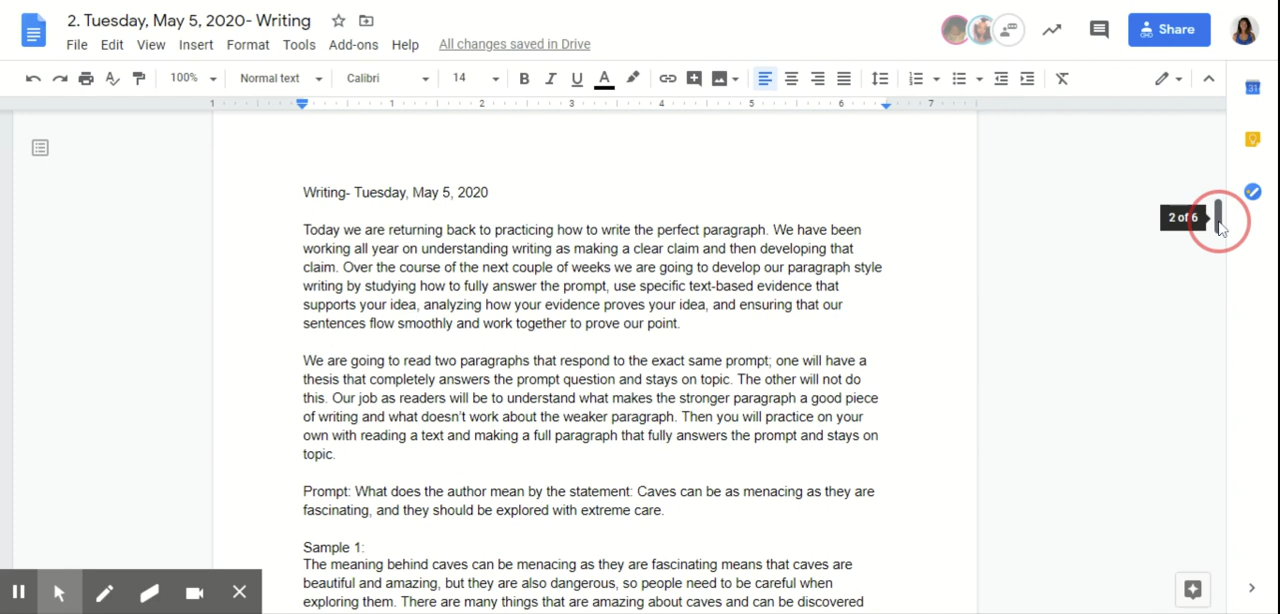 2. Tuesday, May 5, 2020- Writing
File Edit View Insert Format Tools Add-ons Help All changes saved in Drive
Share
100% Normal text Calibri 14 B I U A
1 1 2 3 4 5 6 7
31
2 of 6
Writing- Tuesday, May 5, 2020
Today we are returning back to practicing how to write the perfect paragraph. We have been
working all year on understanding writing as making a clear claim and then developing that
claim. Over the course of the next couple of weeks we are going to develop our paragraph style
writing by studying how to fully answer the prompt, use specific text-based evidence that
supports your idea, analyzing how your evidence proves your idea, and ensuring that our
sentences flow smoothly and work together to prove our point.
We are going to read two paragraphs that respond to the exact same prompt; one will have a
thesis that completely answers the prompt question and stays on topic. The other will not do
this. Our job as readers will be to understand what makes the stronger paragraph a good piece
of writing and what doesn't work about the weaker paragraph. Then you will practice on your
own with reading a text and making a full paragraph that fully answers the prompt and stays on
topic.
Prompt: What does the author mean by the statement: Caves can be as menacing as they are
fascinating, and they should be explored with extreme care.
Sample 1:
The meaning behind caves can be menacing as they are fascinating means that caves are
beautiful and amazing, but they are also dangerous, so people need to be careful when
exploring them. There are many things that are amazing about caves and can be discovered